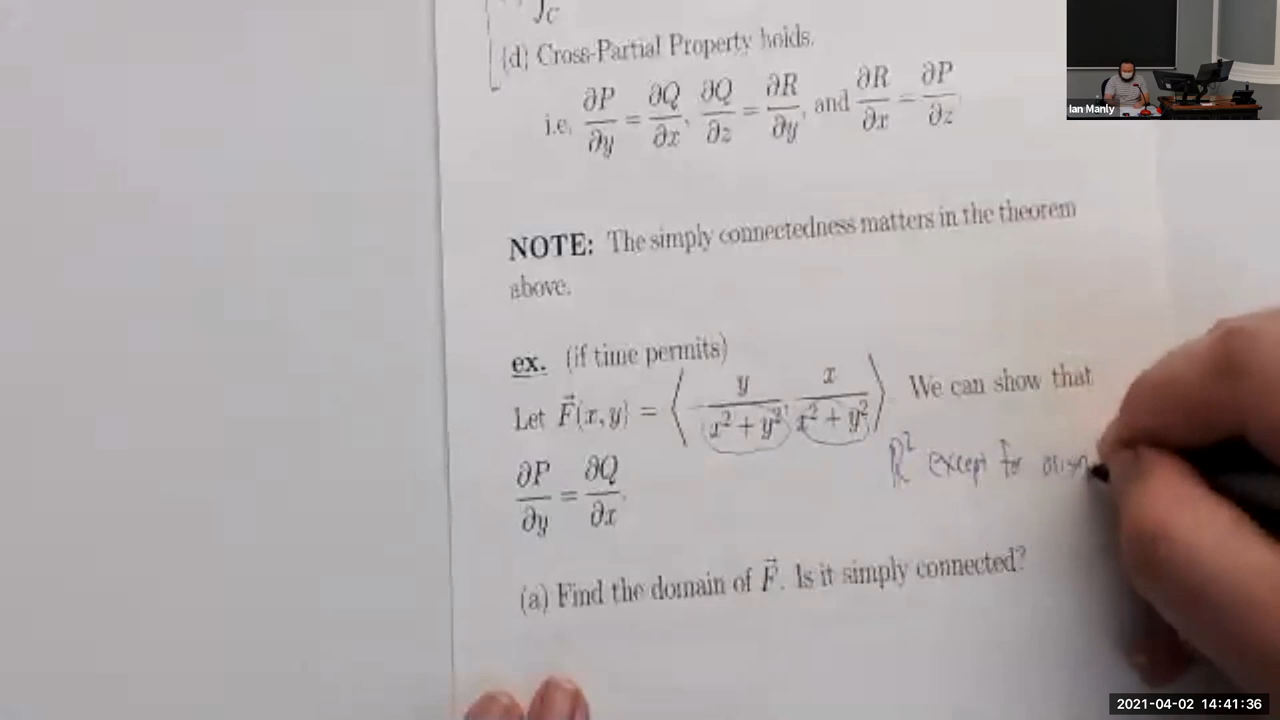 ∫_C
(d) Cross-Partial Property holds.
i.e. ∂P/∂y = ∂Q/∂x, ∂Q/∂z = ∂R/∂y, and ∂R/∂x = ∂P/∂z
Ian Manly
NOTE: The simply connectedness matters in the theorem
above.
ex. (if time permits)
Let F⃗(x, y) = ⟨ y/(x² + y²), x/(x² + y²) ⟩ We can show that
ℝ² except for
∂P/∂y = ∂Q/∂x.
(a) Find the domain of F⃗. Is it simply connected?
2021-04-02 14:41:36